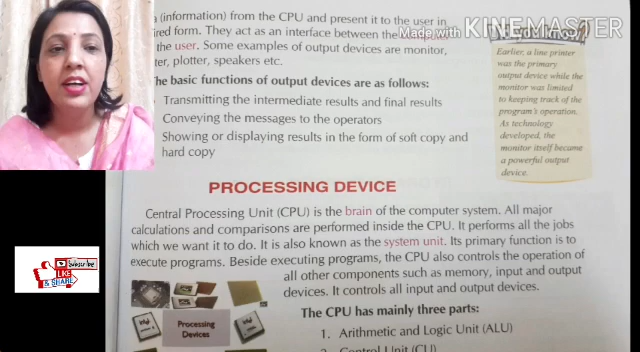 (information) from the CPU and present it to the user in
ired form. They act as an interface between the
Made with KINEMASTER
the user. Some examples of output devices are monitor,
ter, plotter, speakers etc.
he basic functions of output devices are as follows:
Transmitting the intermediate results and final results
Conveying the messages to the operators
Showing or displaying results in the form of soft copy and
hard copy
Earlier, a line printer
was the primary
output device while the
monitor was limited
to keeping track of the
program's operation.
As technology
developed, the
monitor itself became
a powerful output
device.
PROCESSING DEVICE
Central Processing Unit (CPU) is the brain of the computer system. All major
calculations and comparisons are performed inside the CPU. It performs all the jobs
which we want it to do. It is also known as the system unit. Its primary function is to
execute programs. Beside executing programs, the CPU also controls the operation of
all other components such as memory, input and output
devices. It controls all input and output devices.
The CPU has mainly three parts:
1. Arithmetic and Logic Unit (ALU)
2. Control Unit (CU)
Processing
Devices
intel
intel
Subscribe
LIKE
& SHARE